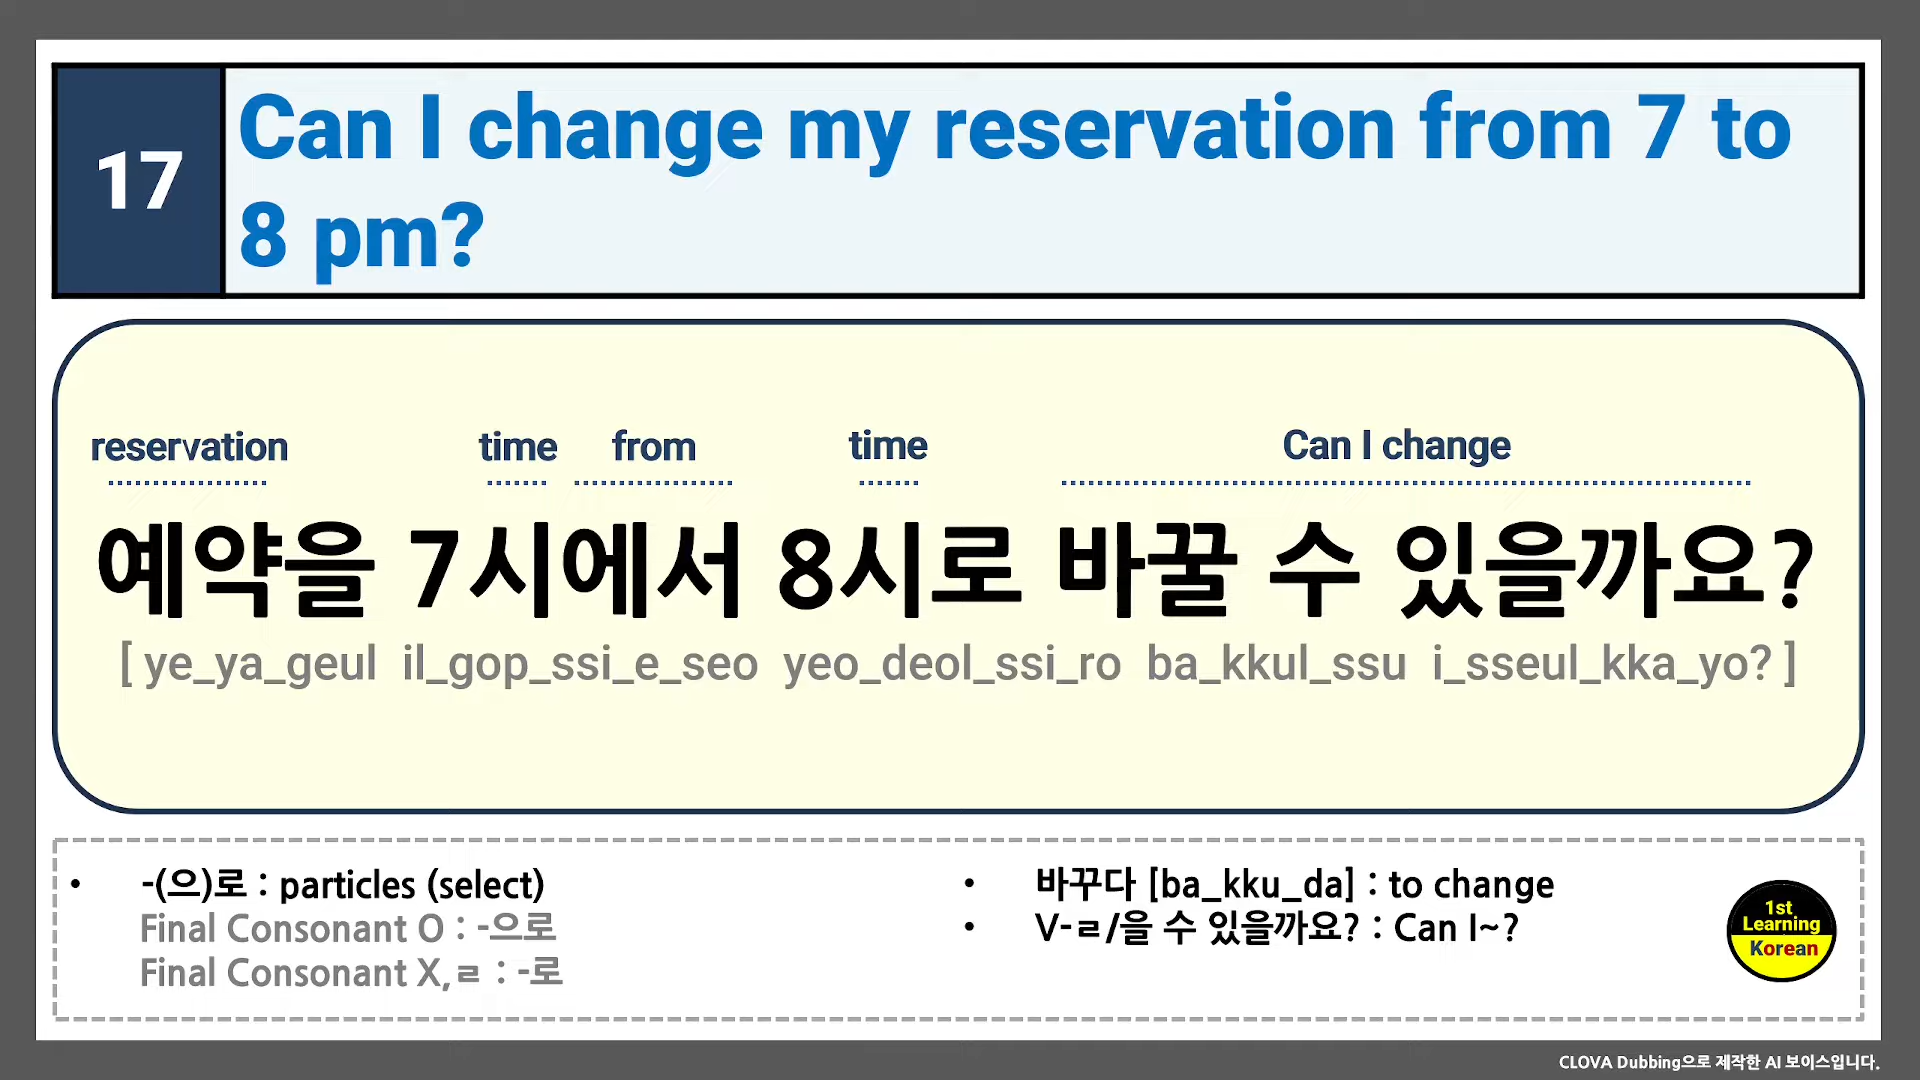 17
Can I change my reservation from 7 to
8 pm?
reservation time from time Can I change
예약을 7시에서 8시로 바꿀 수 있을까요?
[ ye_ya_geul il_gop_ssi_e_seo yeo_deol_ssi_ro ba_kkul_ssu i_sseul_kka_yo? ]
• -(으)로 : particles (select)
Final Consonant O : -으로
Final Consonant X,ㄹ : -로
• 바꾸다 [ba_kku_da] : to change
• V-ㄹ/을 수 있을까요? : Can I~?
1st
Learning
Korean
CLOVA Dubbing으로 제작한 AI 보이스입니다.